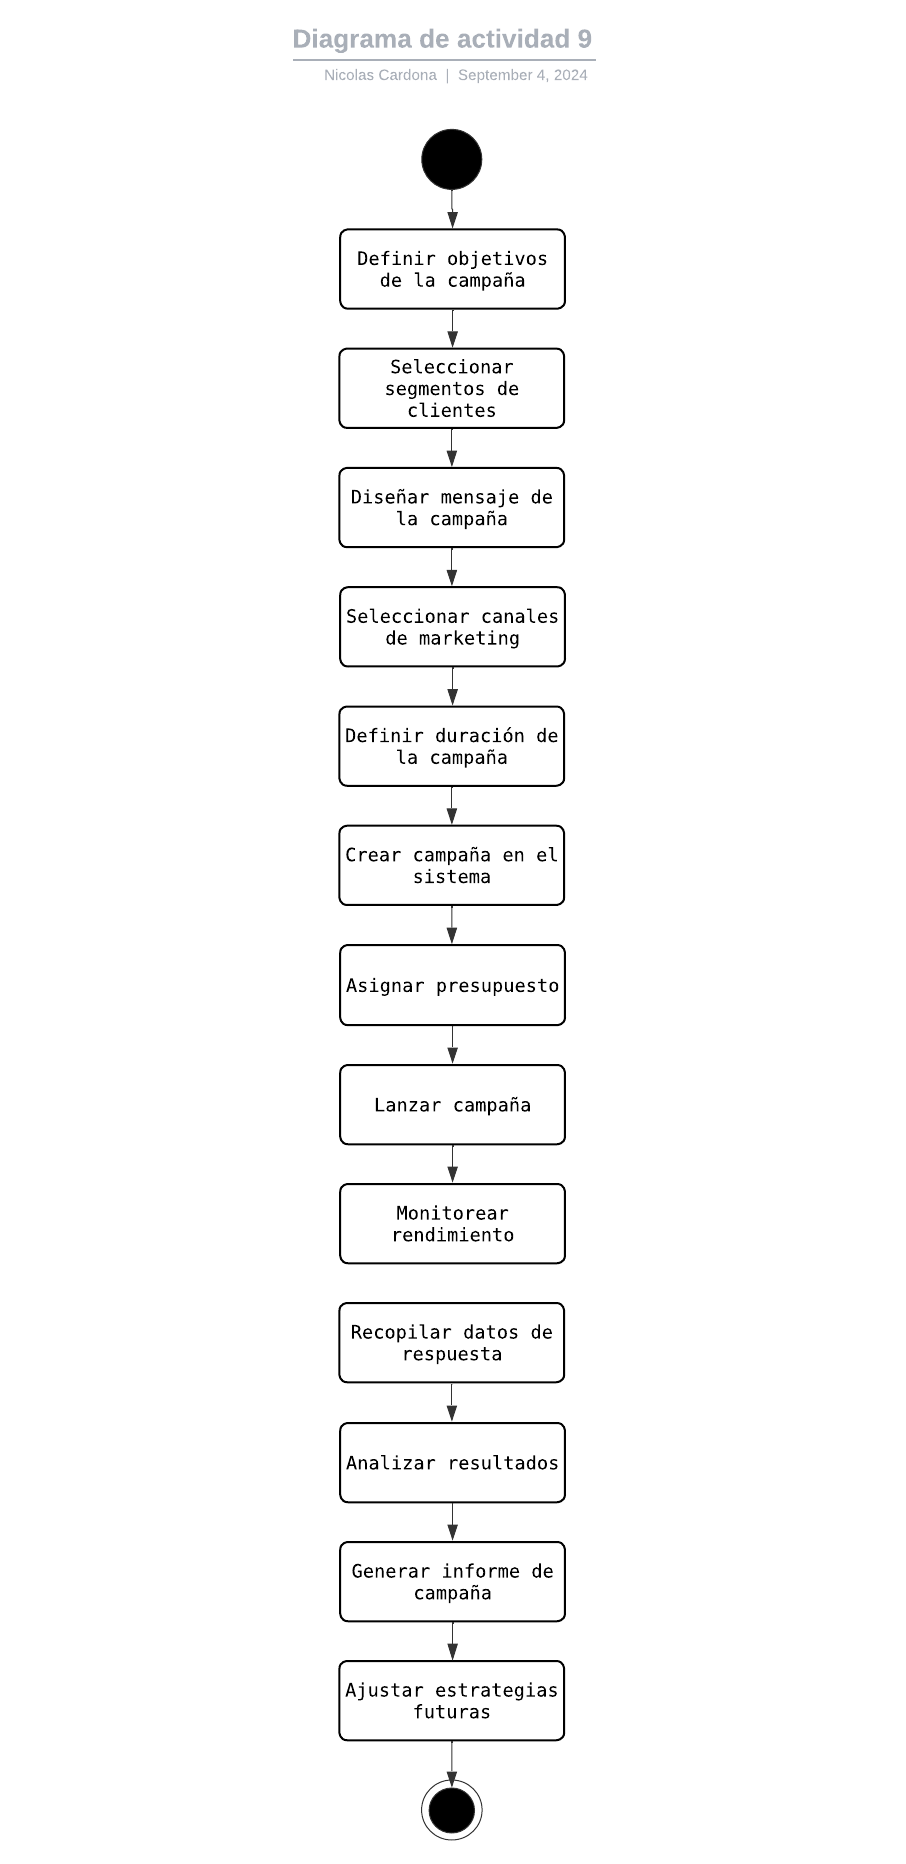 Diagrama de actividad 9
Nicolas Cardona | September 4, 2024
Definir objetivos
de la campaña
Seleccionar
segmentos de
clientes
Diseñar mensaje de
la campaña
Seleccionar canales
de marketing
Definir duración de
la campaña
Crear campaña en el
sistema
Asignar presupuesto
Lanzar campaña
Monitorear
rendimiento
Recopilar datos de
respuesta
Analizar resultados
Generar informe de
campaña
Ajustar estrategias
futuras